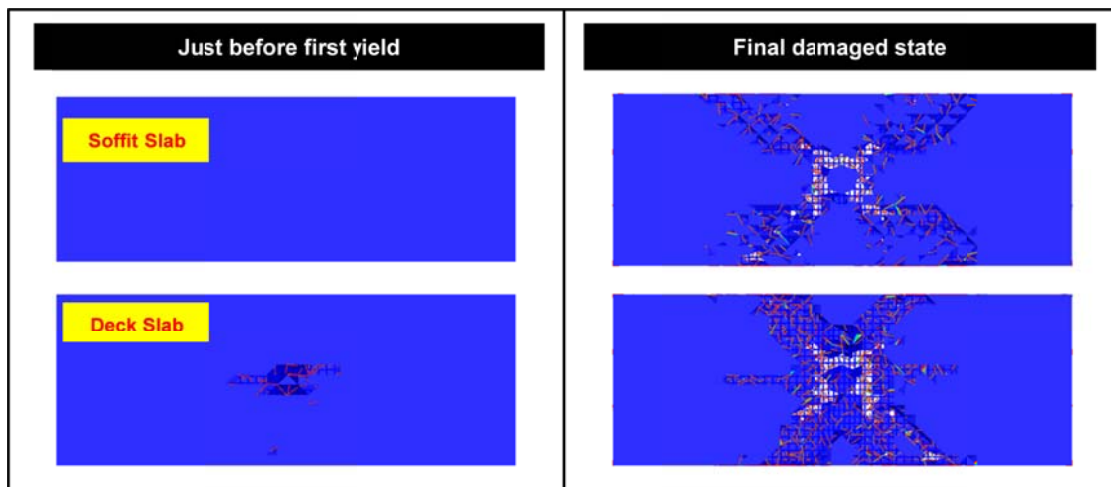 Just before first yield
Final damaged state
Soffit Slab
Deck Slab